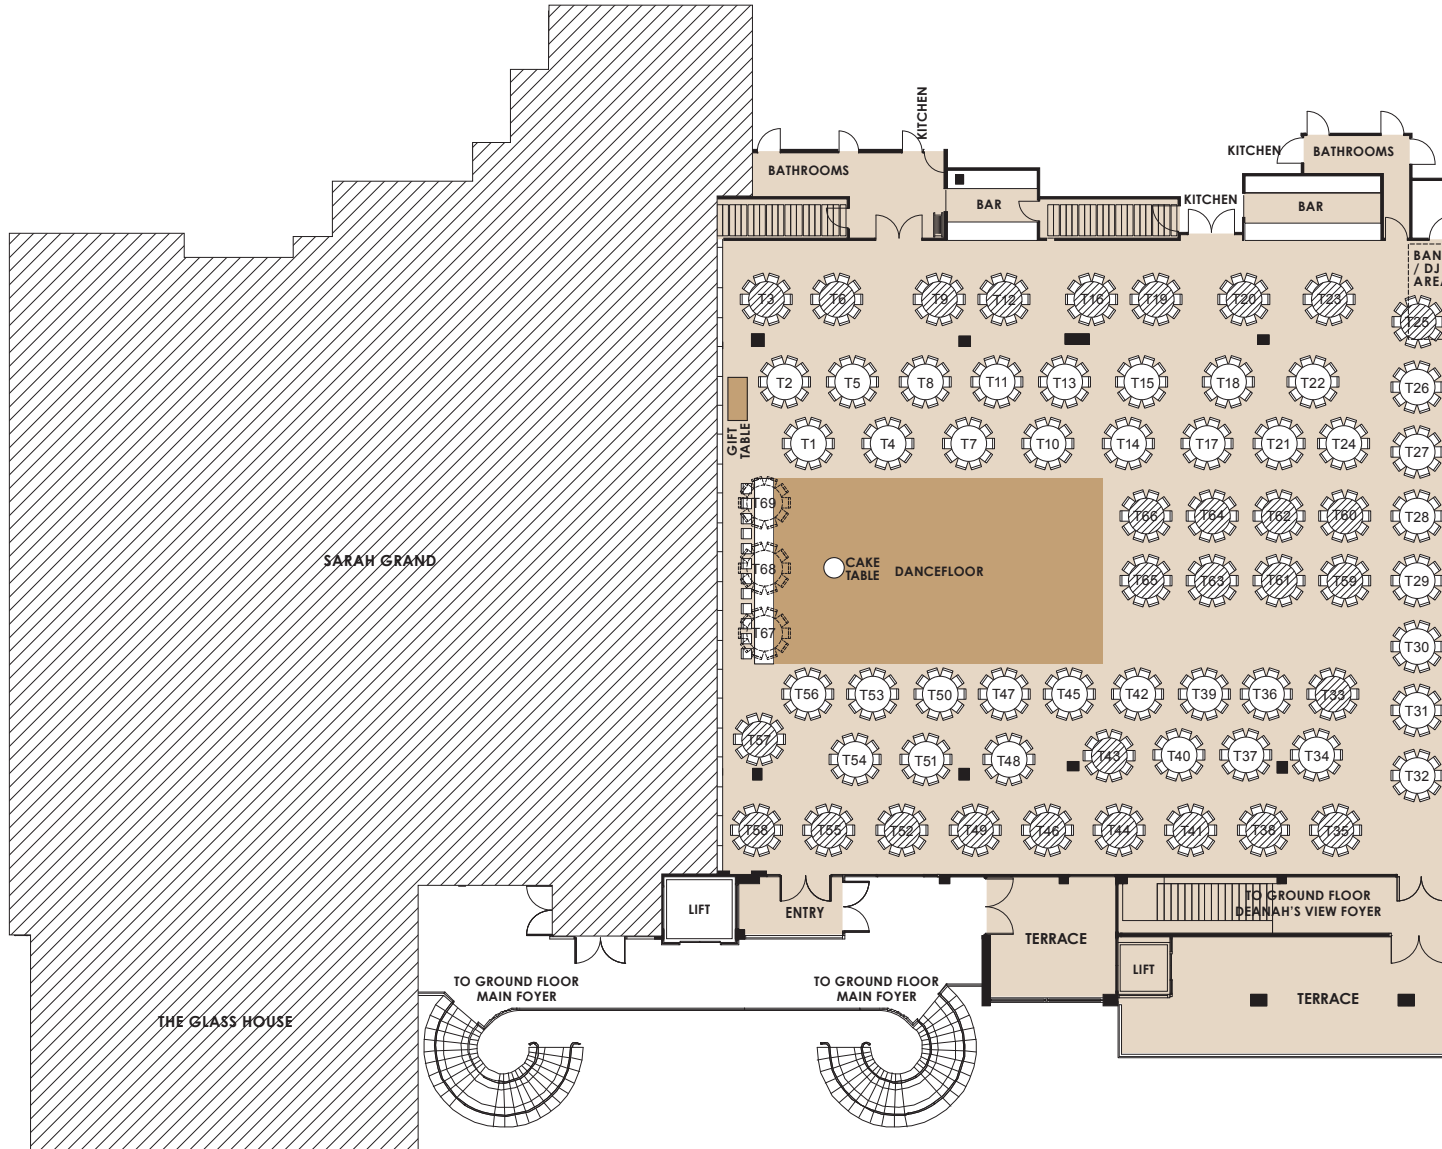 KITCHEN
BATHROOMS
BAR
KITCHEN
KITCHEN
BATHROOMS
BAR
BAN
/ DJ
AREA
T3
T6
T9
T12
T16
T19
T20
T23
T25
T2
T5
T8
T11
T13
T15
T18
T22
T26
GIFT
TABLE
T1
T4
T7
T10
T14
T17
T21
T24
T27
T69
T66
T64
T62
T60
T28
SARAH GRAND
T68
CAKE
TABLE
DANCEFLOOR
T65
T63
T61
T59
T29
T67
T30
T56
T53
T50
T47
T45
T42
T39
T36
T33
T31
T57
T54
T51
T48
T43
T40
T37
T34
T32
T58
T55
T52
T49
T46
T44
T41
T38
T35
LIFT
ENTRY
TERRACE
TO GROUND FLOOR
DEANAH'S VIEW FOYER
LIFT
TERRACE
TO GROUND FLOOR
MAIN FOYER
TO GROUND FLOOR
MAIN FOYER
THE GLASS HOUSE